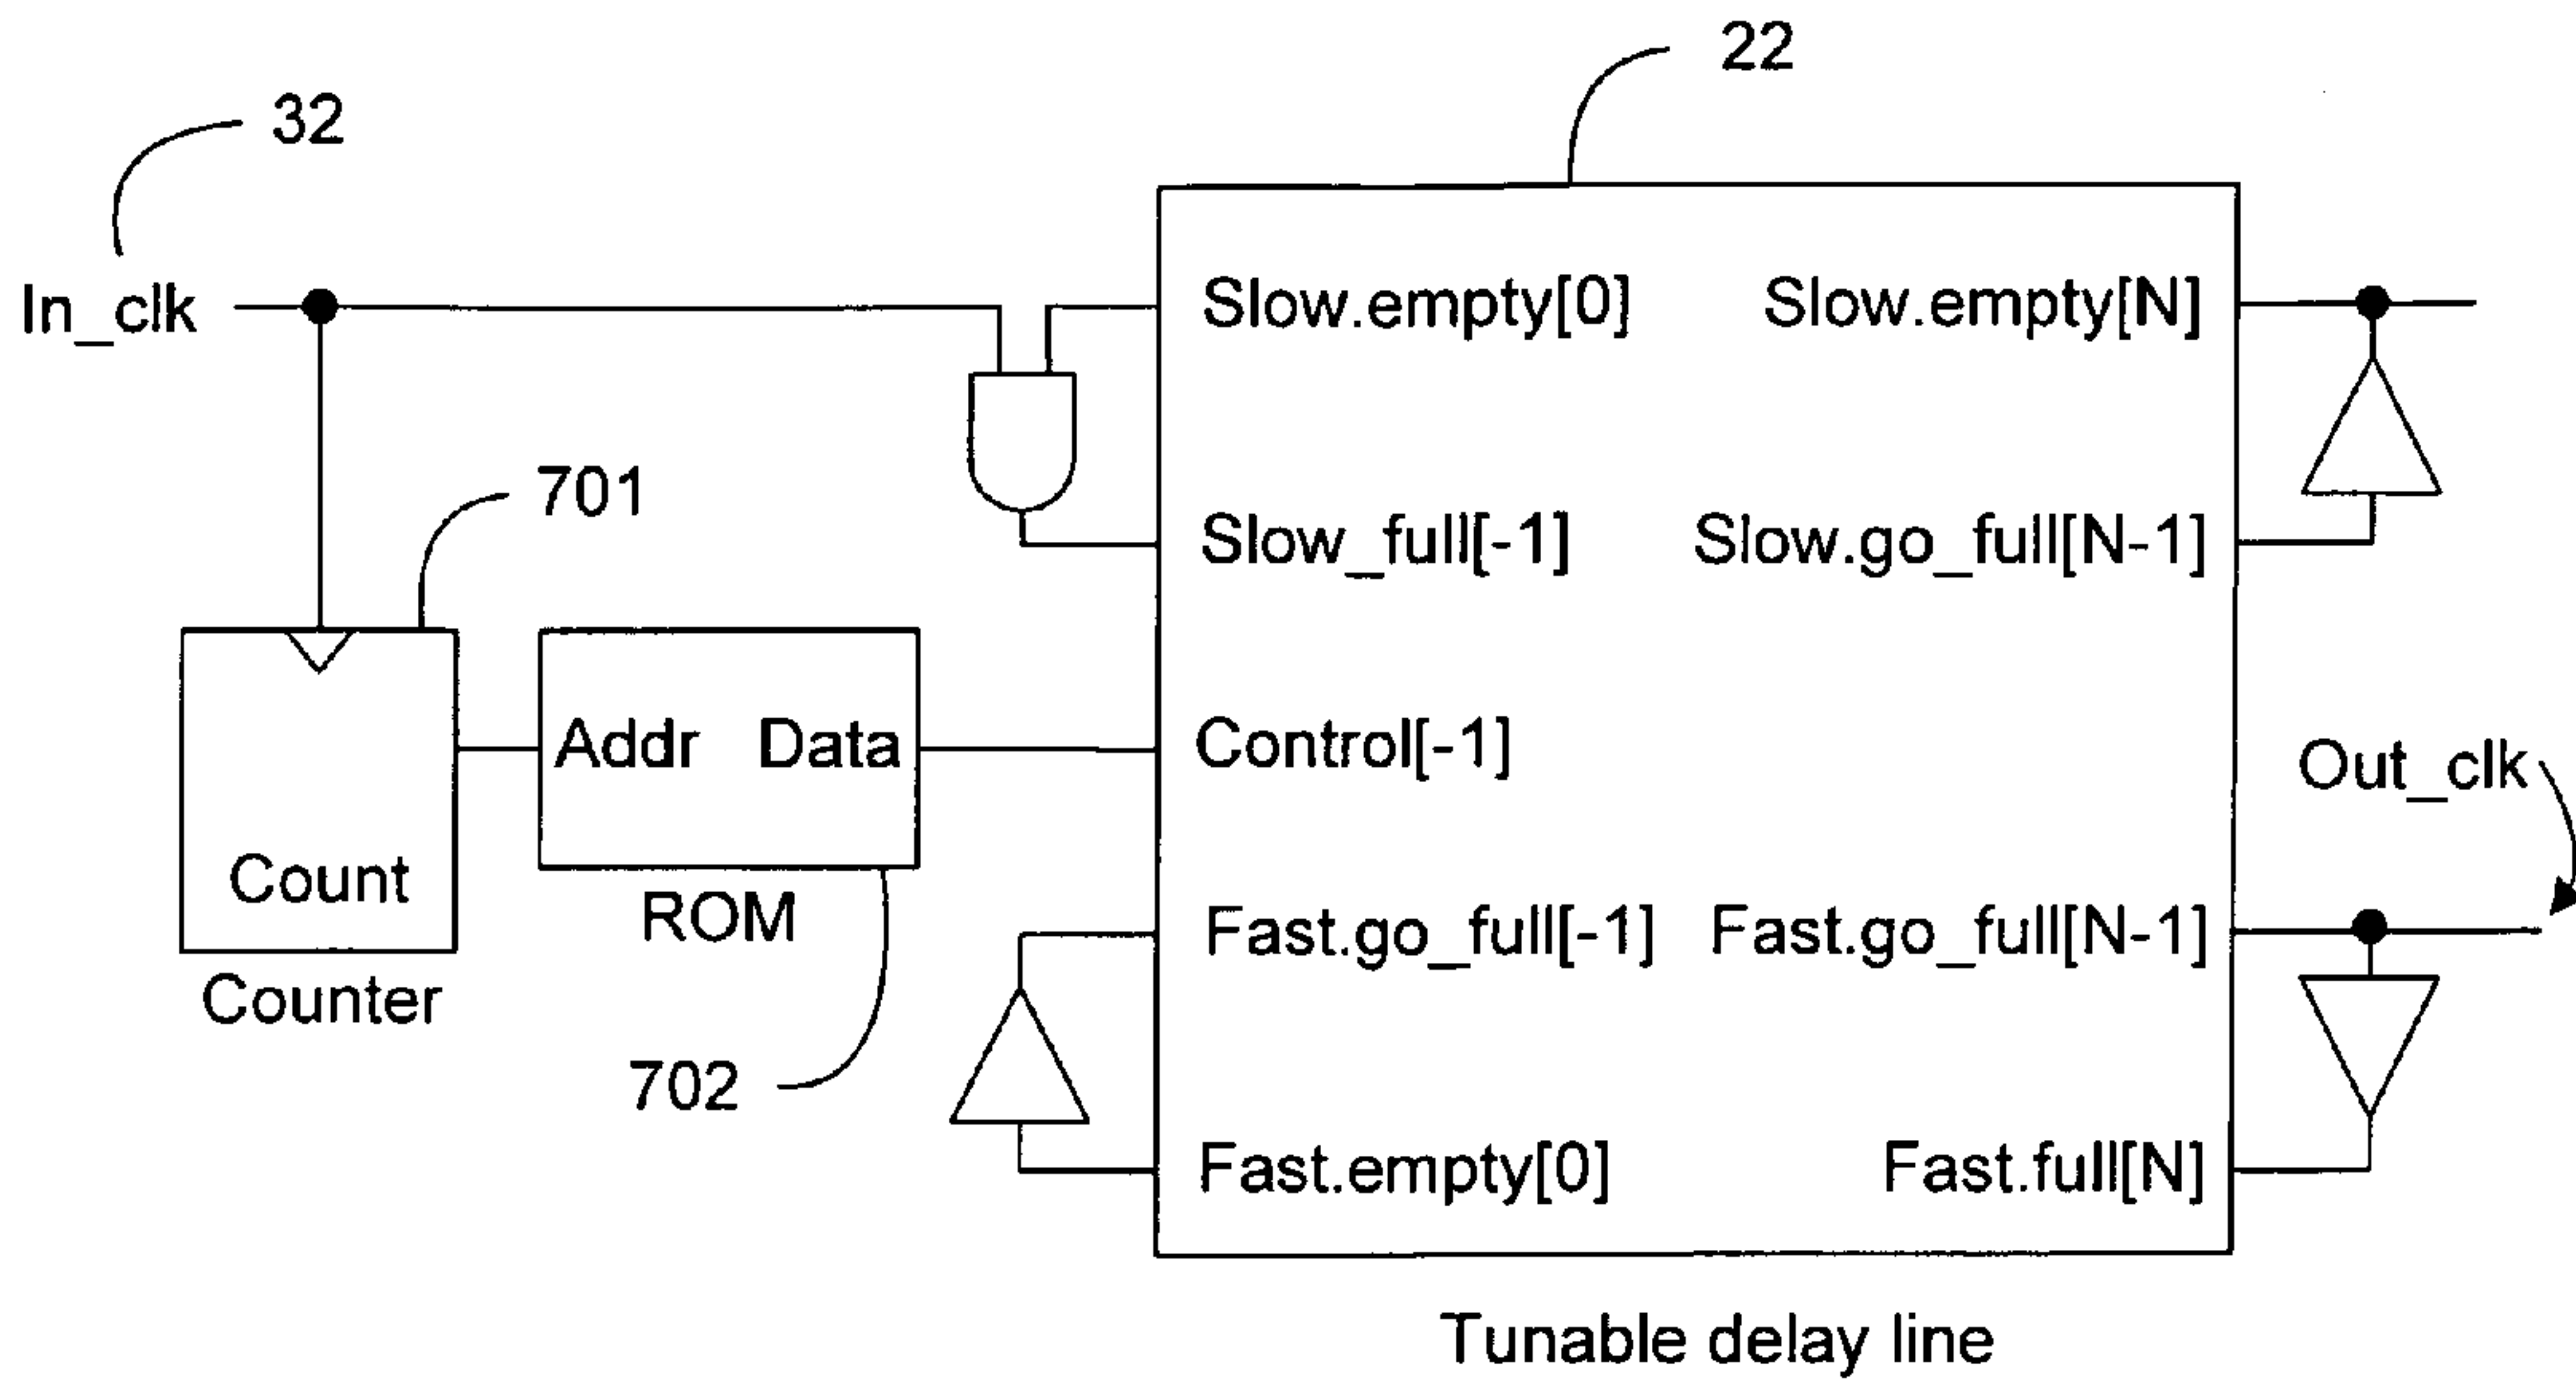 22
32
In_clk
Slow.empty[0]
Slow.empty[N]
701
Slow_full[-1]
Slow.go_full[N-1]
Addr
Data
Control[-1]
Out_clk
Count
ROM
Fast.go_full[-1]
Fast.go_full[N-1]
Counter
702
Fast.empty[0]
Fast.full[N]
Tunable delay line